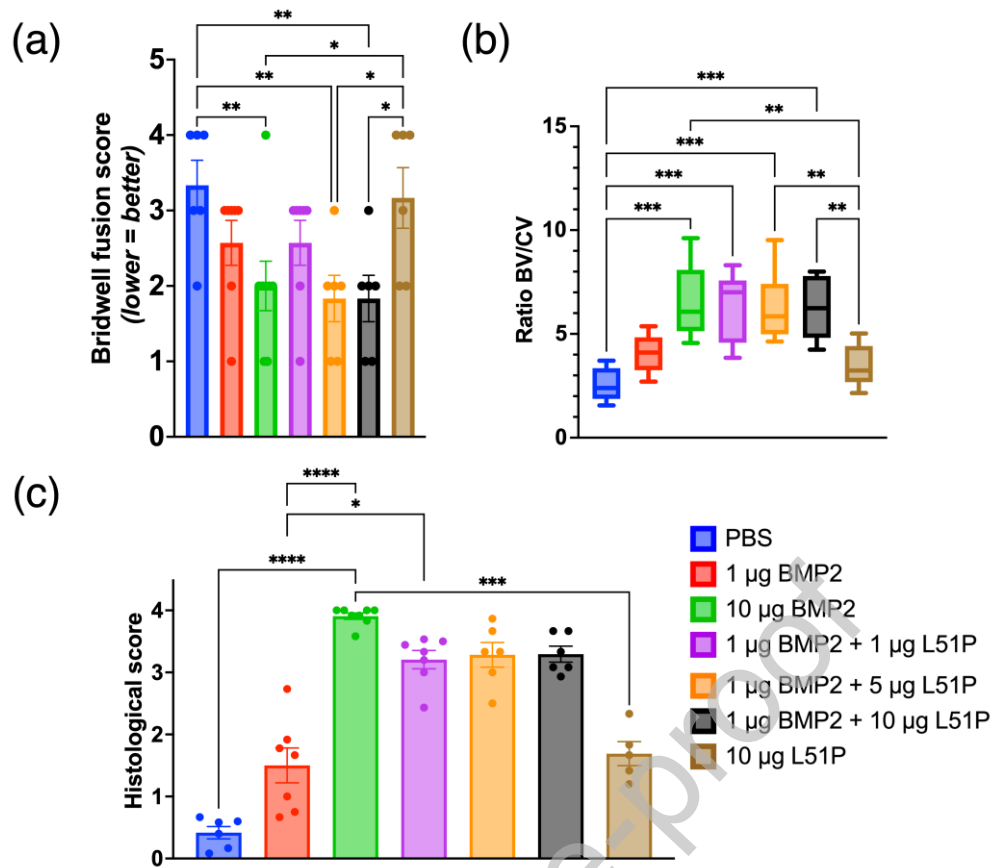 (a)
Bridwell fusion score
(lower = better)
5
4
3
2
1
0
**
*
**
*
**
*
(b)
Ratio BV/CV
15
10
5
0
***
**
***
***
**
***
**
(c)
Histological score
4
3
2
1
0
****
*
****
***
PBS
1 µg BMP2
10 µg BMP2
1 µg BMP2 + 1 µg L51P
1 µg BMP2 + 5 µg L51P
1 µg BMP2 + 10 µg L51P
10 µg L51P
e-proof